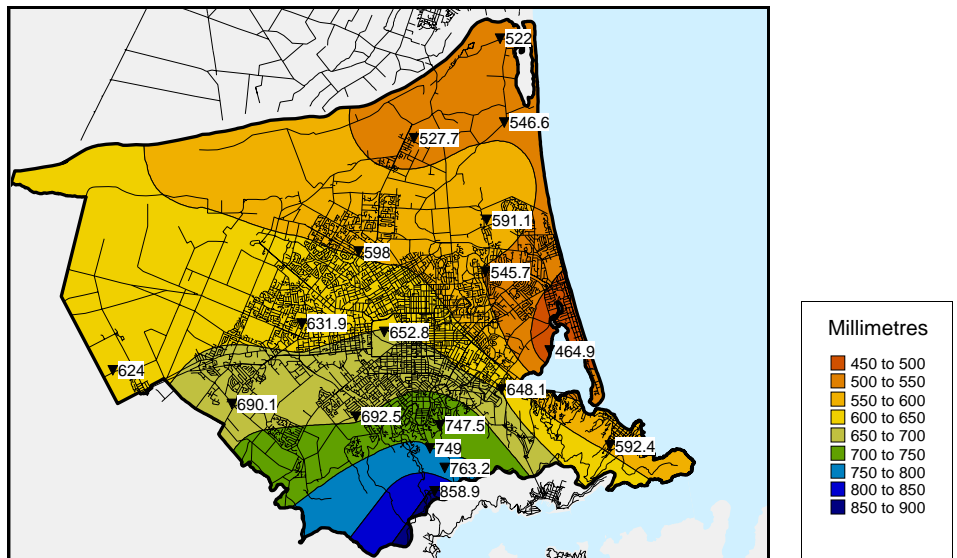 522
546.6
527.7
591.1
598
545.7
631.9
652.8
464.9
624
648.1
690.1
692.5
747.5
592.4
749
763.2
858.9
Millimetres
450 to 500
500 to 550
550 to 600
600 to 650
650 to 700
700 to 750
750 to 800
800 to 850
850 to 900